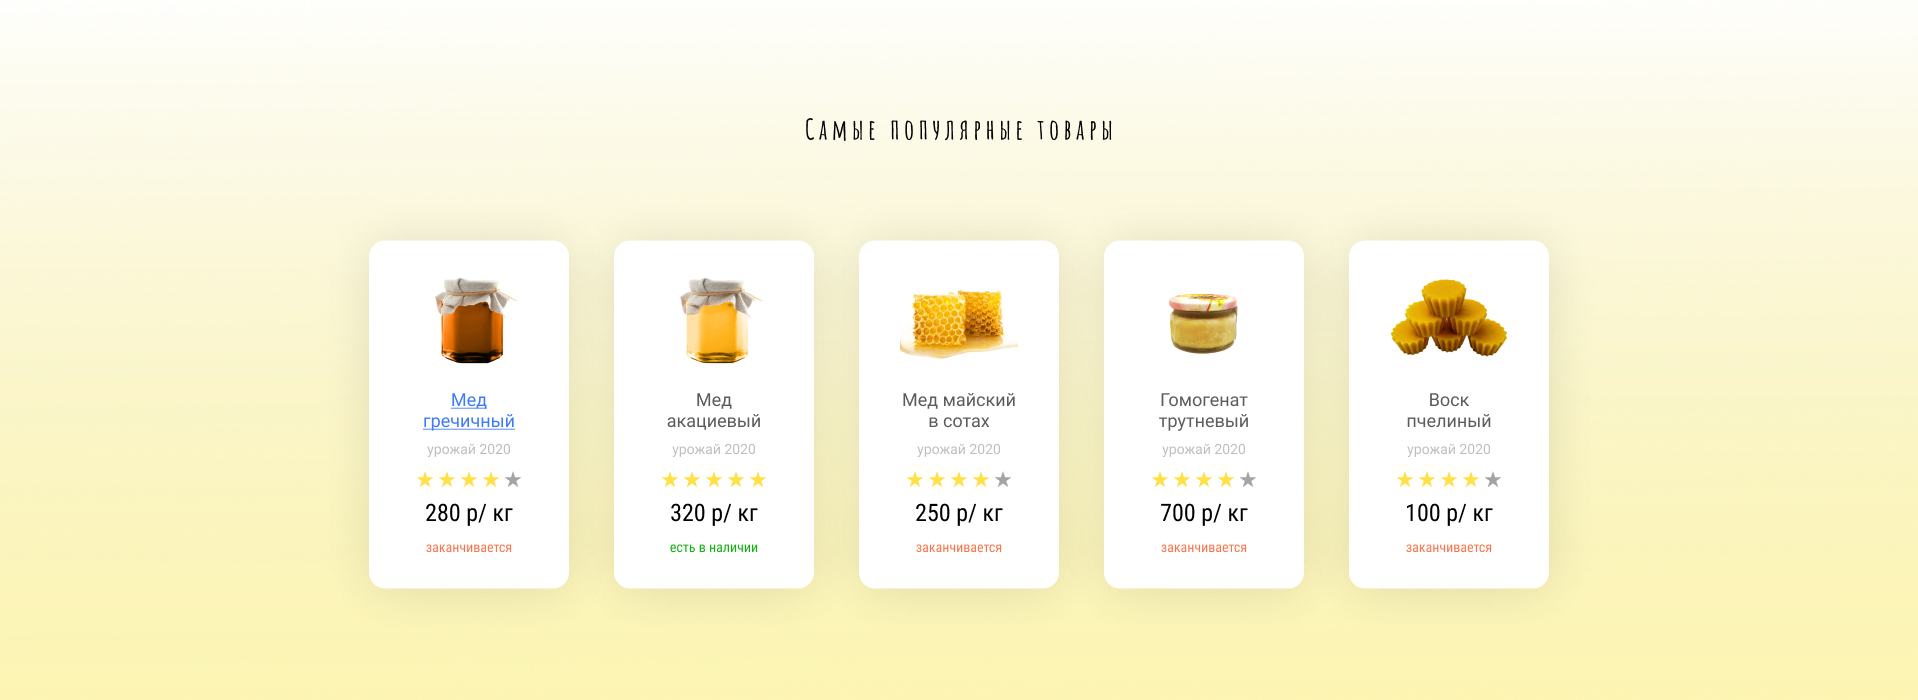 Самые популярные товары
Мед
гречичный
урожай 2020
280 р/ кг
заканчивается
Мед
акациевый
урожай 2020
320 р/ кг
есть в наличии
Мед майский
в сотах
урожай 2020
250 р/ кг
заканчивается
Гомогенат
трутневый
урожай 2020
700 р/ кг
заканчивается
Воск
пчелиный
урожай 2020
100 р/ кг
заканчивается